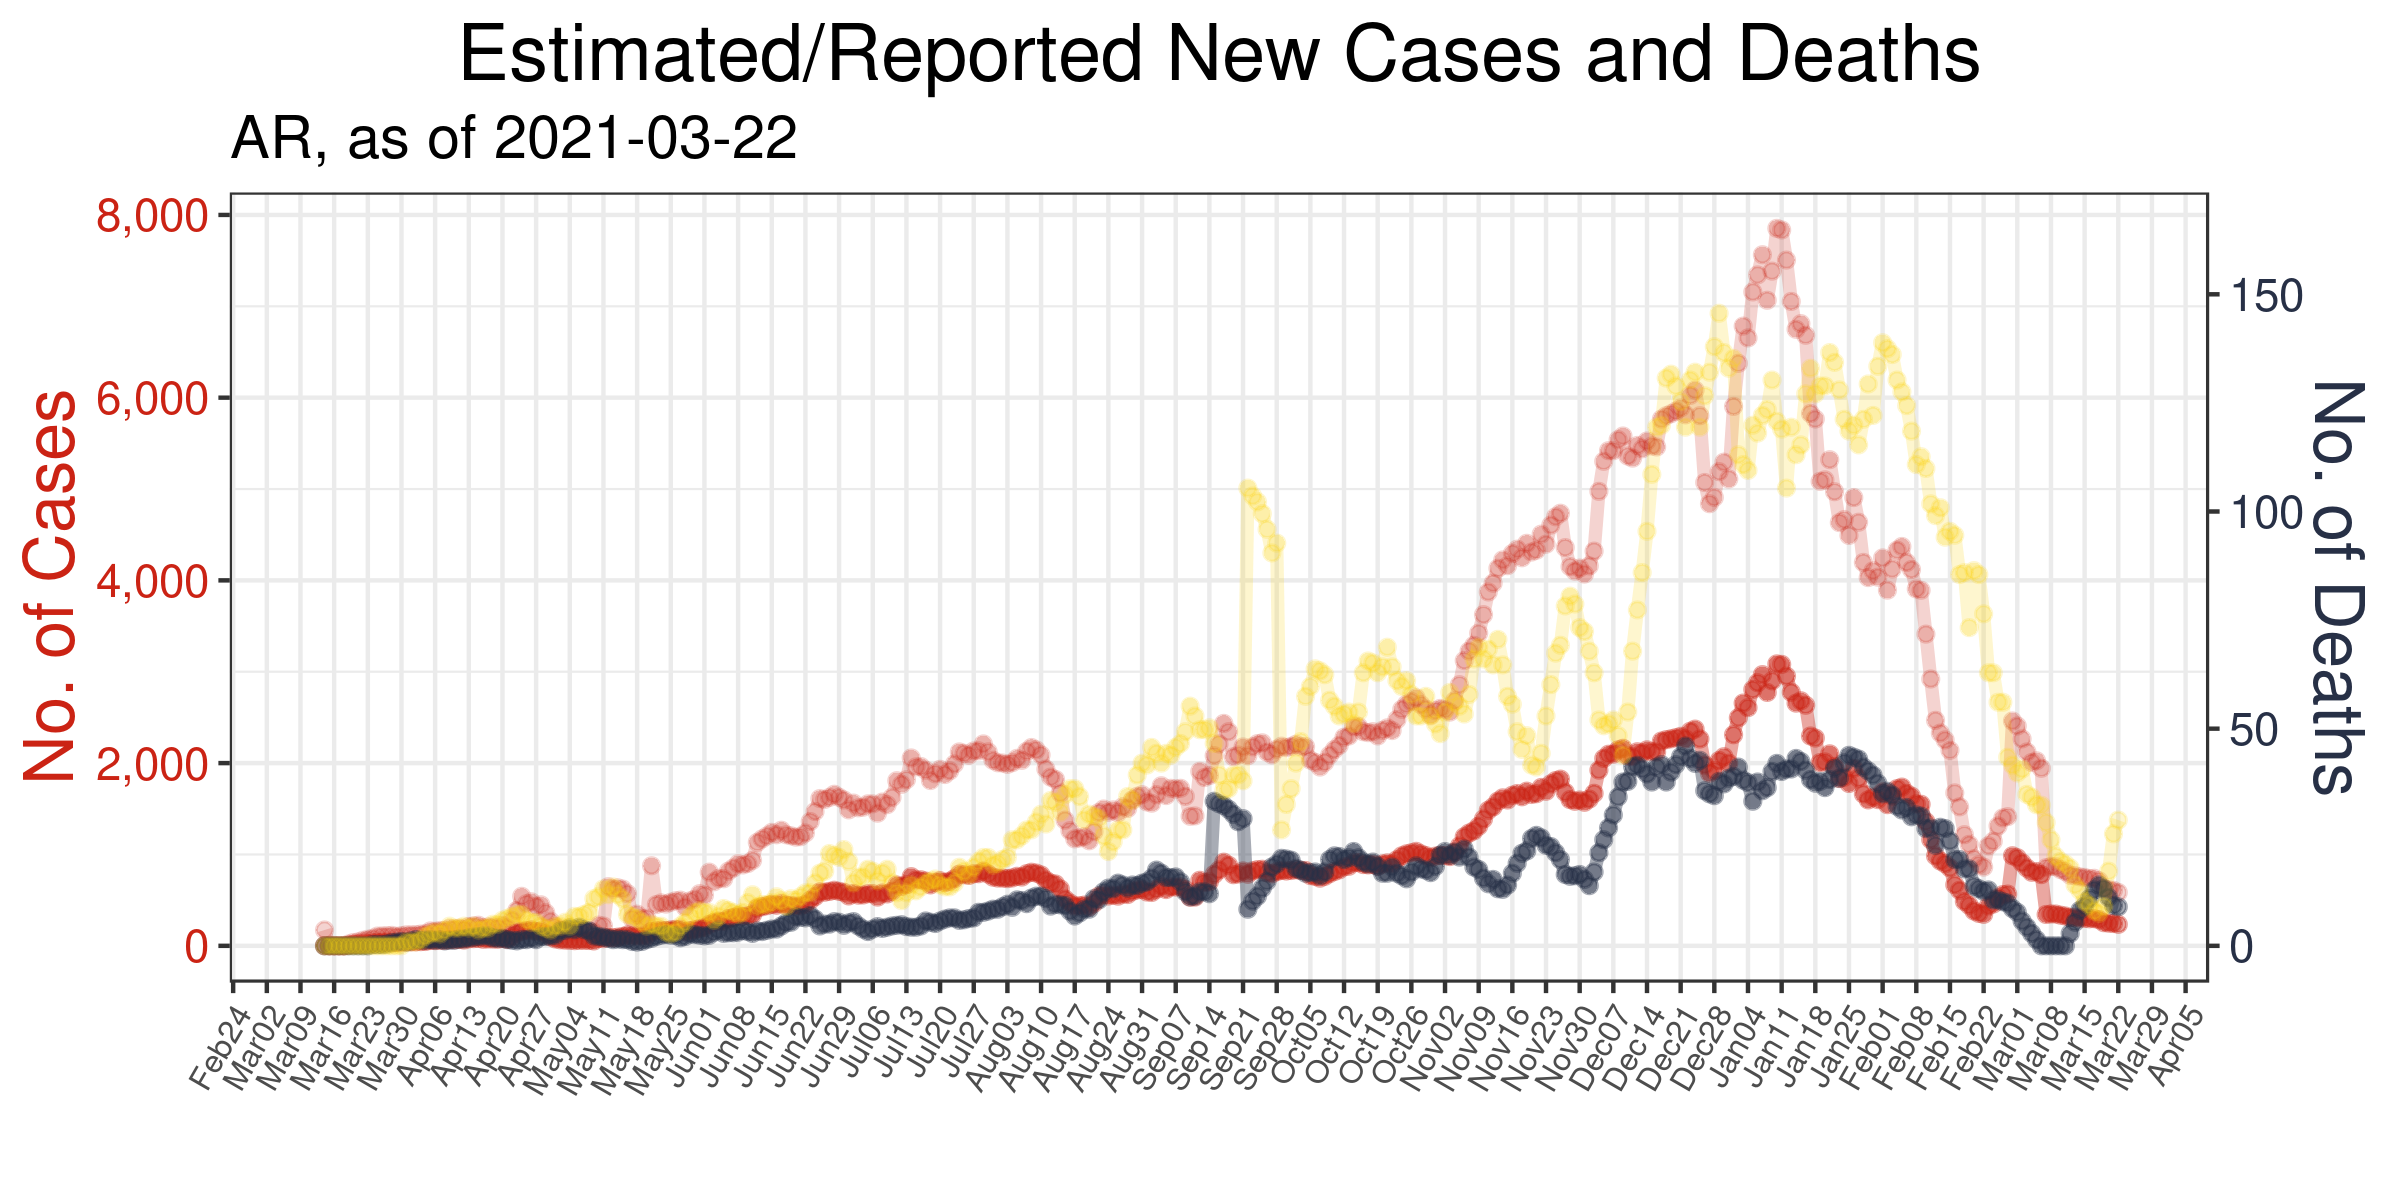 Estimated/Reported New Cases and Deaths
AR, as of 2021-03-22
No. of Cases
8,000
6,000
4,000
2,000
0
No. of Deaths
150
100
50
0
Feb24
Mar02
Mar09
Mar16
Mar23
Mar30
Apr06
Apr13
Apr20
Apr27
May04
May11
May18
May25
Jun01
Jun08
Jun15
Jun22
Jun29
Jul06
Jul13
Jul20
Jul27
Aug03
Aug10
Aug17
Aug24
Aug31
Sep07
Sep14
Sep21
Sep28
Oct05
Oct12
Oct19
Oct26
Nov02
Nov09
Nov16
Nov23
Nov30
Dec07
Dec14
Dec21
Dec28
Jan04
Jan11
Jan18
Jan25
Feb01
Feb08
Feb15
Feb22
Mar01
Mar08
Mar15
Mar22
Mar29
Apr05